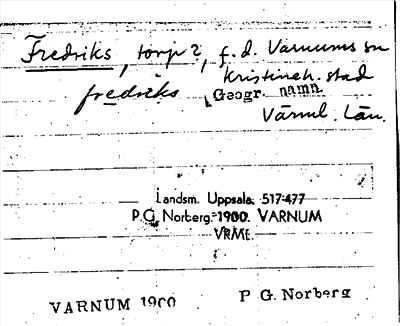 Fredriks, torp?, f. d. Varnums sn
Kristineh. stad
fredriks
Geogr. namn.
Värml. Län.
Landsm. Uppsala. 517:477
P.G. Norberg. 1900. VARNUM
VRML.
VARNUM 1900 P G. Norberg